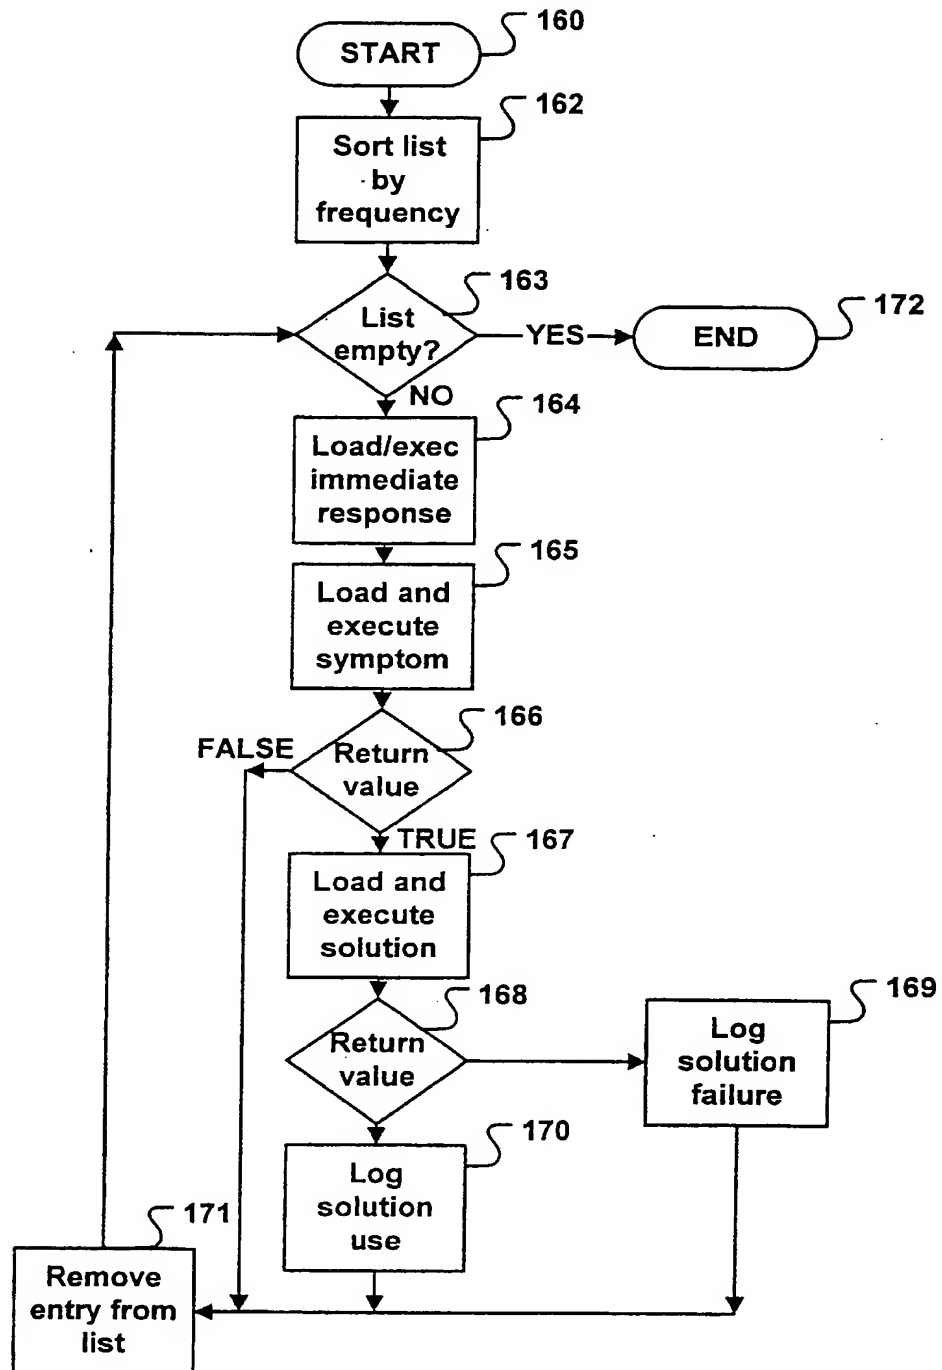 160
START
162
Sort list
by
frequency
163
List
empty?
YES
END
172
NO
164
Load/exec
immediate
response
165
Load and
execute
symptom
166
FALSE
Return
value
TRUE
167
Load and
execute
solution
168
Return
value
169
Log
solution
failure
170
Log
solution
use
171
Remove
entry from
list